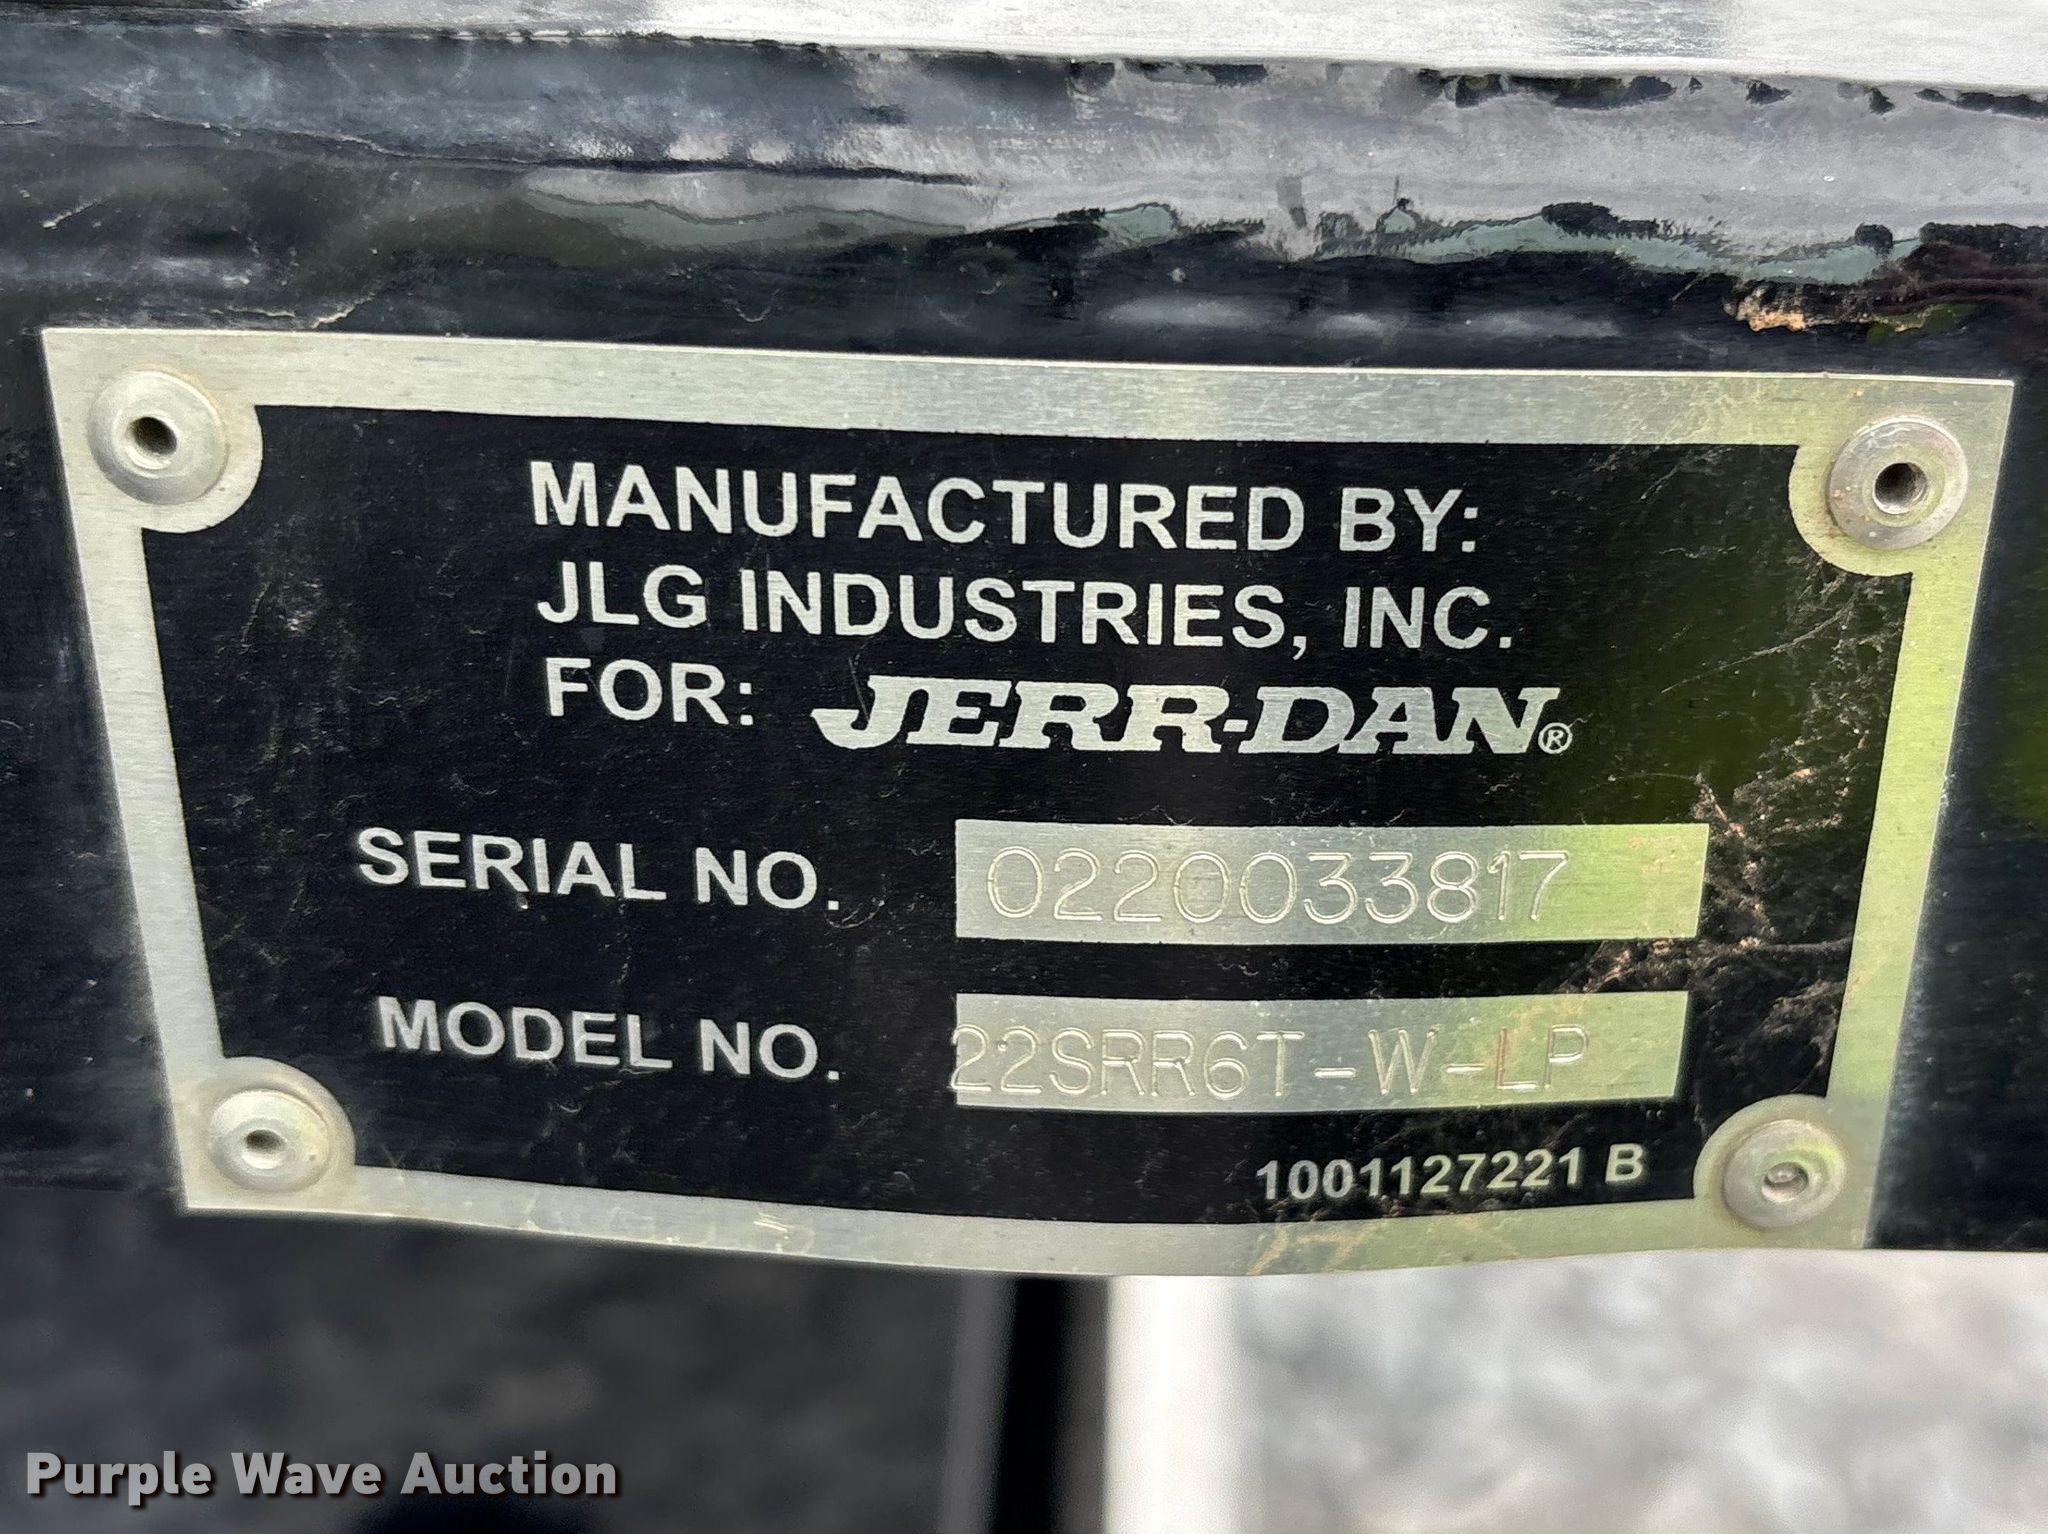 MANUFACTURED BY:
JLG INDUSTRIES, INC.
FOR: JERR-DAN®
SERIAL NO. 0220033817
MODEL NO. 22SRR6T-W-LP
1001127221 B
Purple Wave Auction